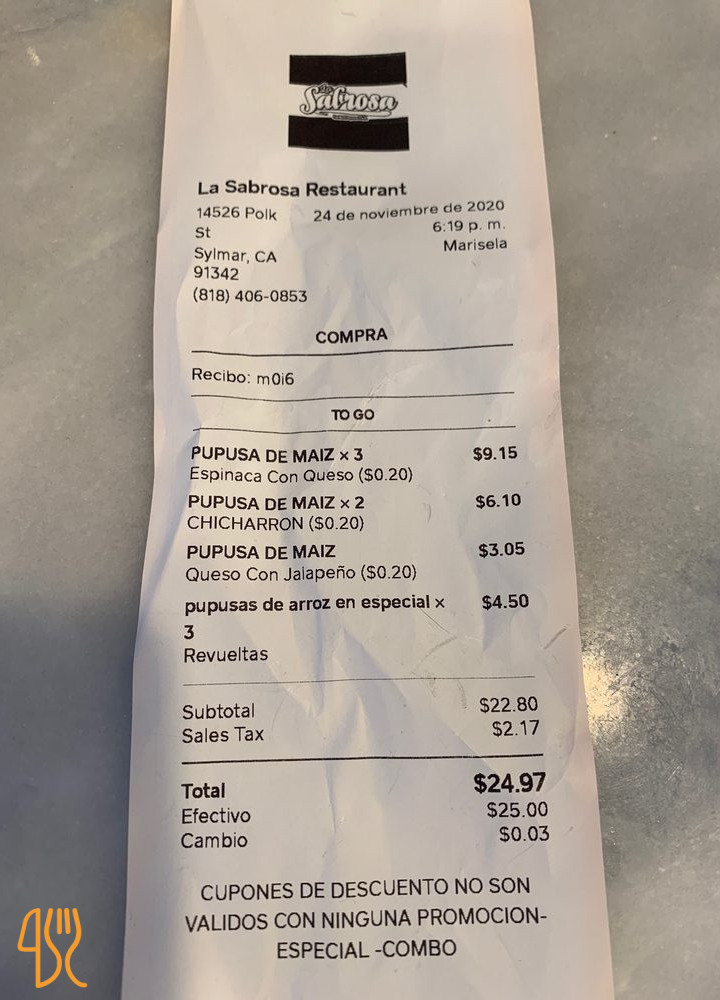 La Sabrosa
La Sabrosa Restaurant
14526 Polk
St
Sylmar, CA
91342
(818) 406-0853
24 de noviembre de 2020
6:19 p. m.
Marisela
COMPRA
Recibo: m0i6
TO GO
PUPUSA DE MAIZ x 3 $9.15
Espinaca Con Queso ($0.20)
PUPUSA DE MAIZ x 2 $6.10
CHICHARRON ($0.20)
PUPUSA DE MAIZ $3.05
Queso Con Jalapeño ($0.20)
pupusas de arroz en especial x $4.50
3
Revueltas
Subtotal $22.80
Sales Tax $2.17
Total $24.97
Efectivo $25.00
Cambio $0.03
CUPONES DE DESCUENTO NO SON
VALIDOS CON NINGUNA PROMOCION-
ESPECIAL -COMBO